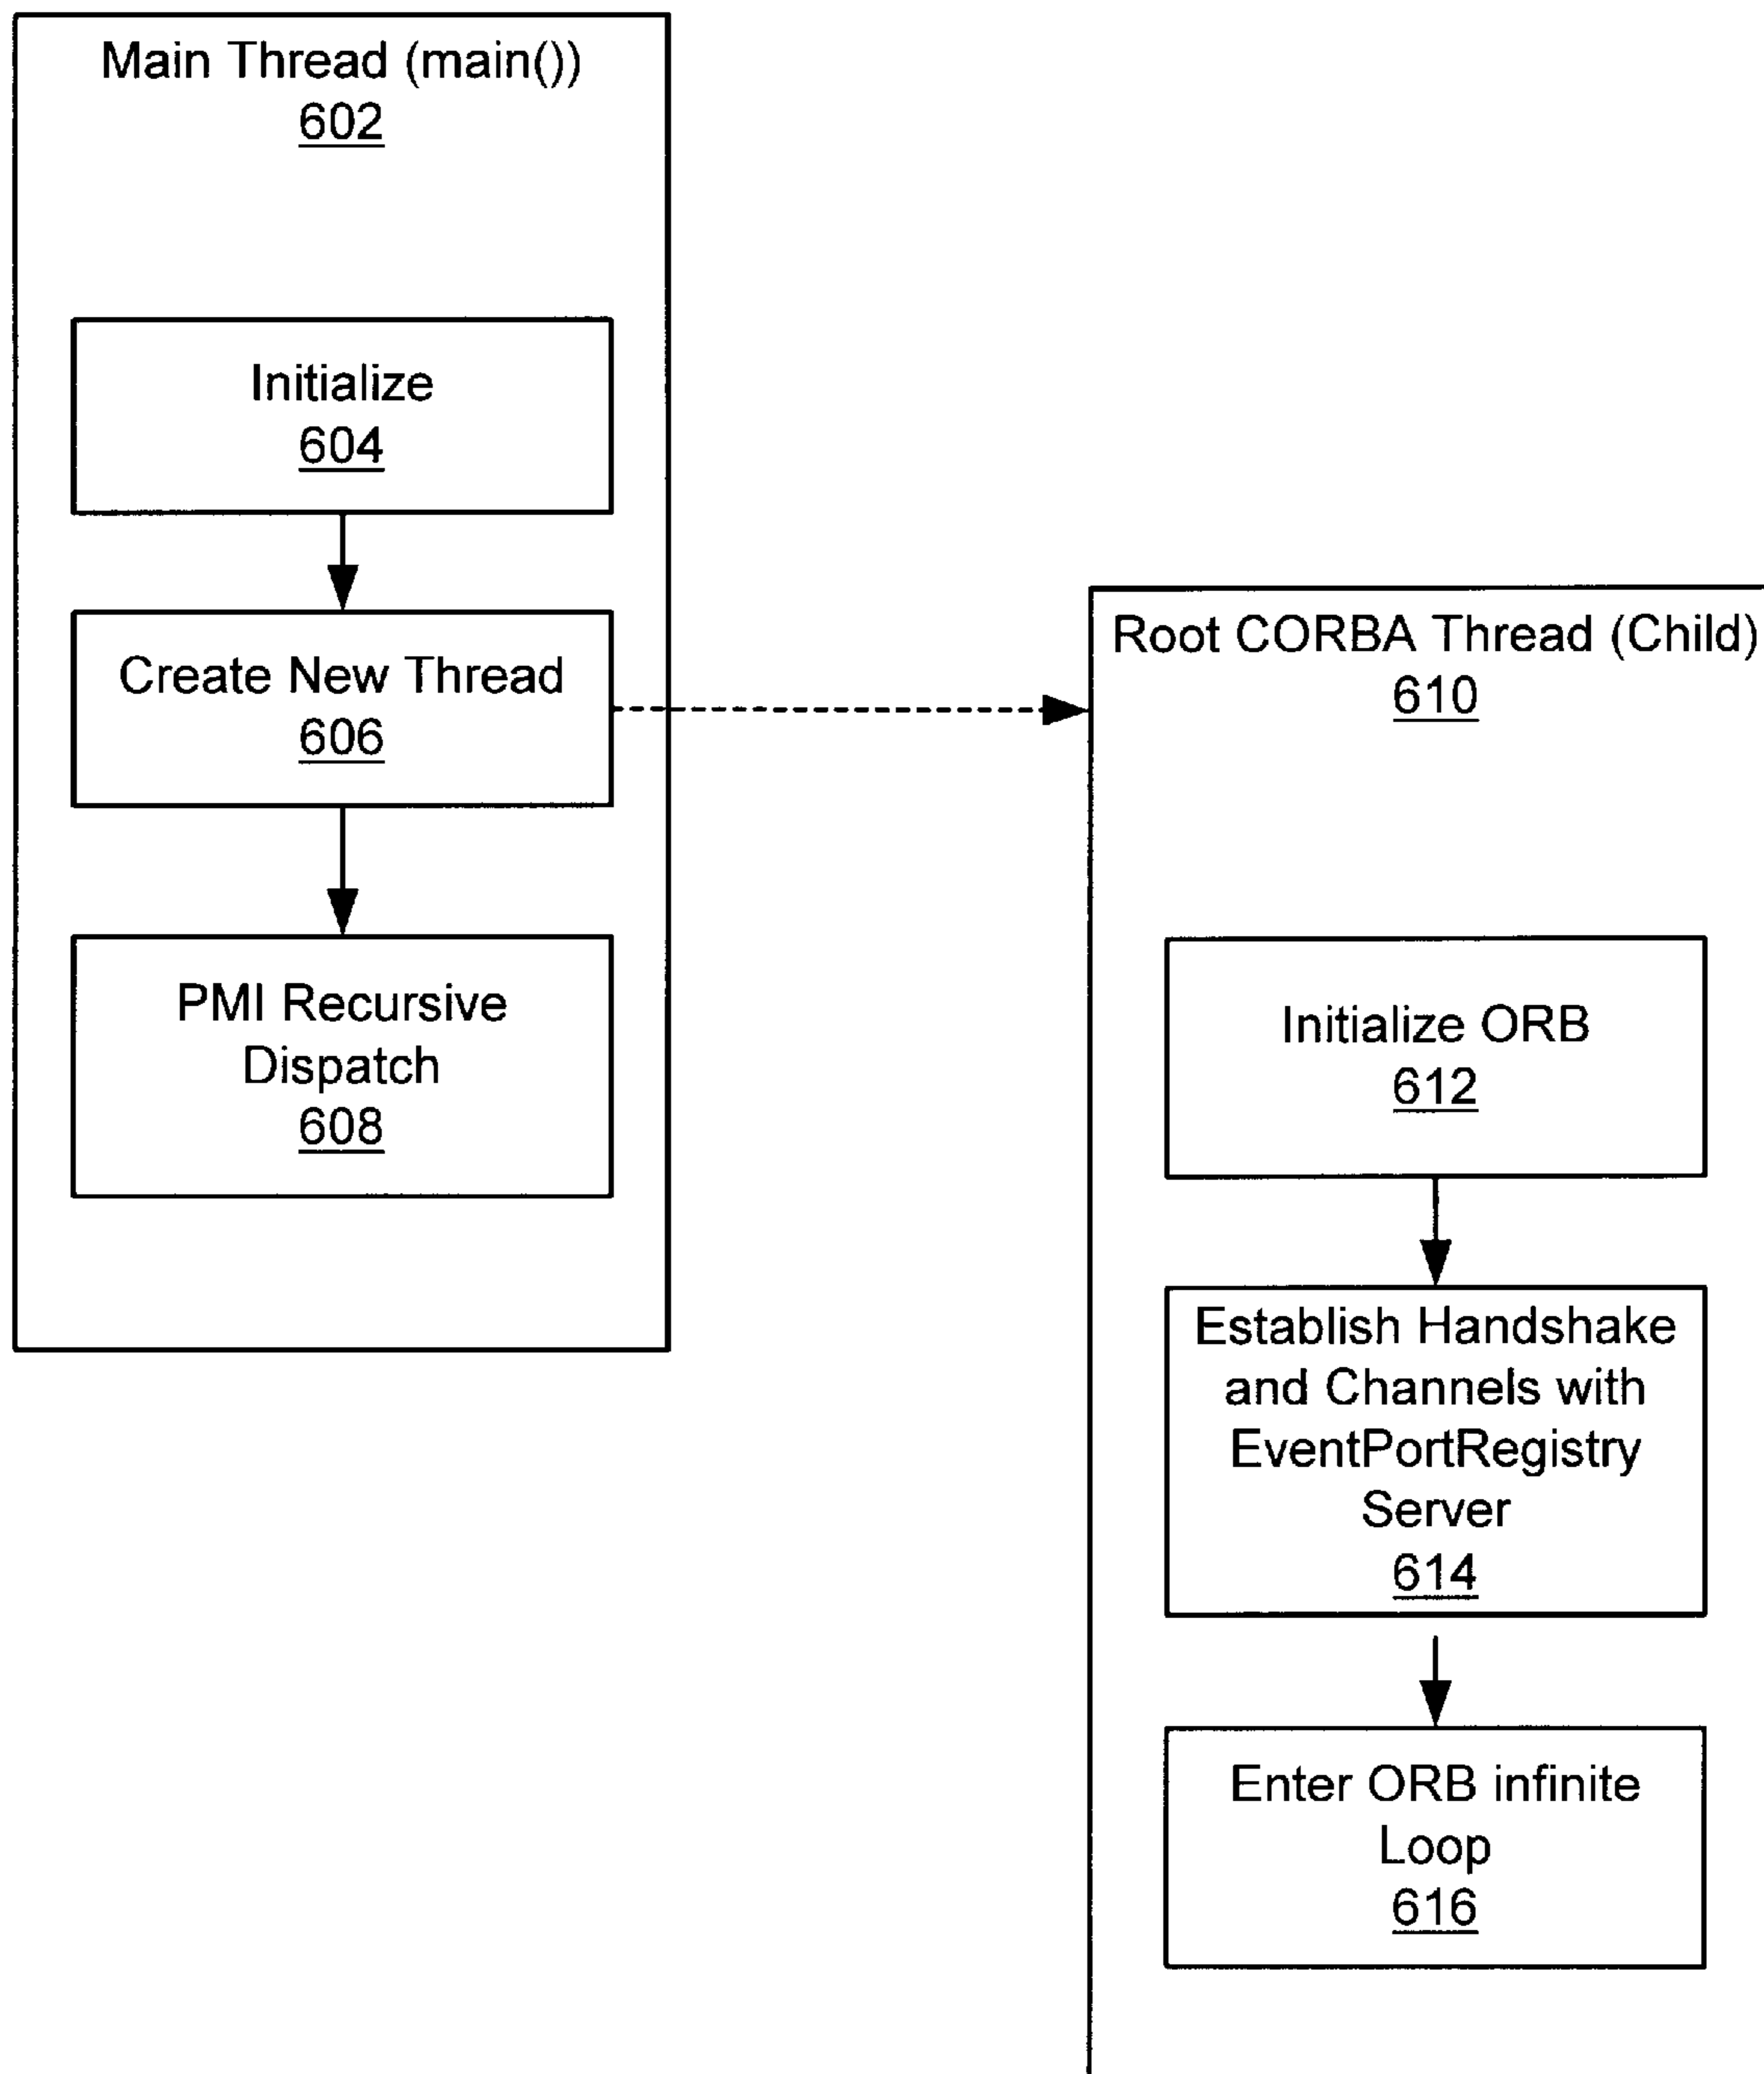 Main Thread (main())
602
Initialize
604
Create New Thread
606
PMI Recursive
Dispatch
608
Root CORBA Thread (Child)
610
Initialize ORB
612
Establish Handshake
and Channels with
EventPortRegistry
Server
614
Enter ORB infinite
Loop
616